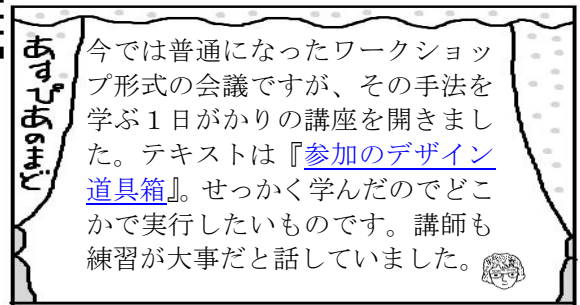 あすぴあのまど
今では普通になったワークショッ
プ形式の会議ですが、その手法を
学ぶ１日がかりの講座を開きまし
た。テキストは『参加のデザイン
道具箱』。せっかく学んだのでどこ
かで実行したいものです。講師も
練習が大事だと話していました。